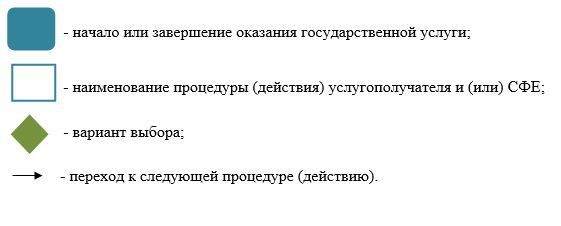 - начало или завершение оказания государственной услуги;
- наименование процедуры (действия) услугополучателя и (или) СФЕ;
- вариант выбора;
- переход к следующей процедуре (действию).